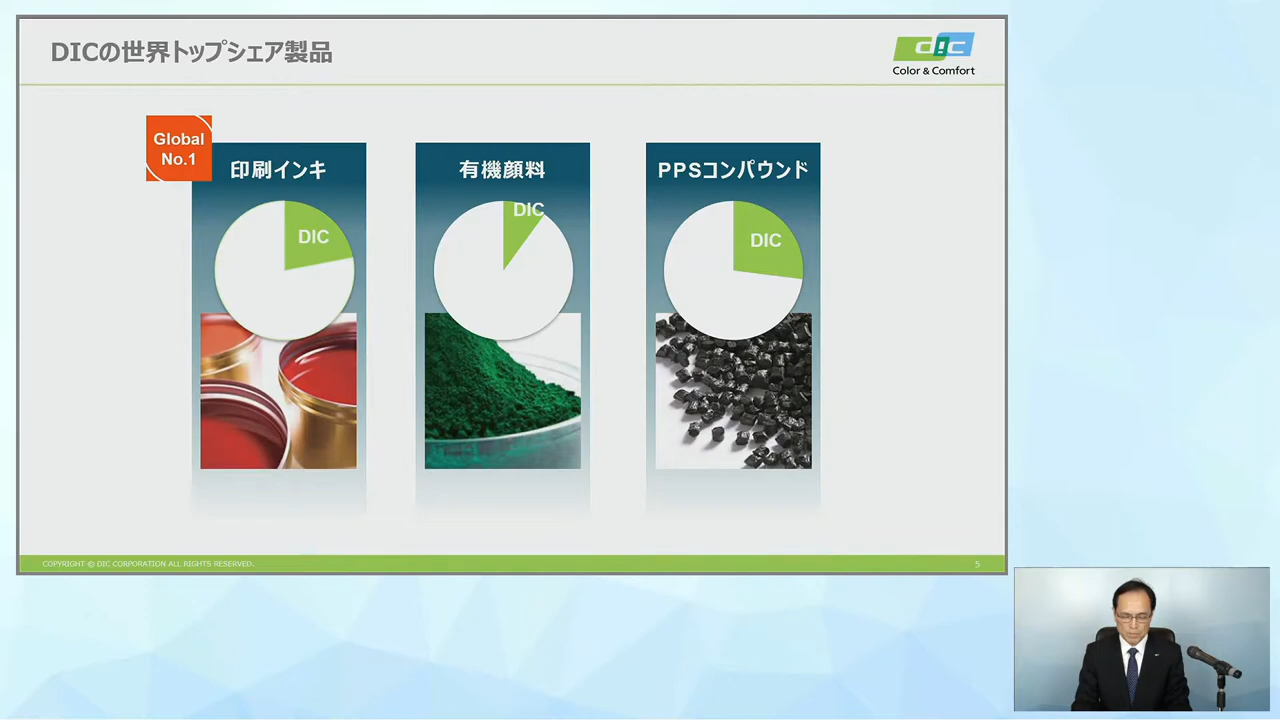 DICの世界トップシェア製品
dic
Color & Comfort
Global
No.1
印刷インキ
有機顔料
PPSコンパウンド
DIC
DIC
DIC
COPYRIGHT © DIC CORPORATION ALL RIGHTS RESERVED.
5